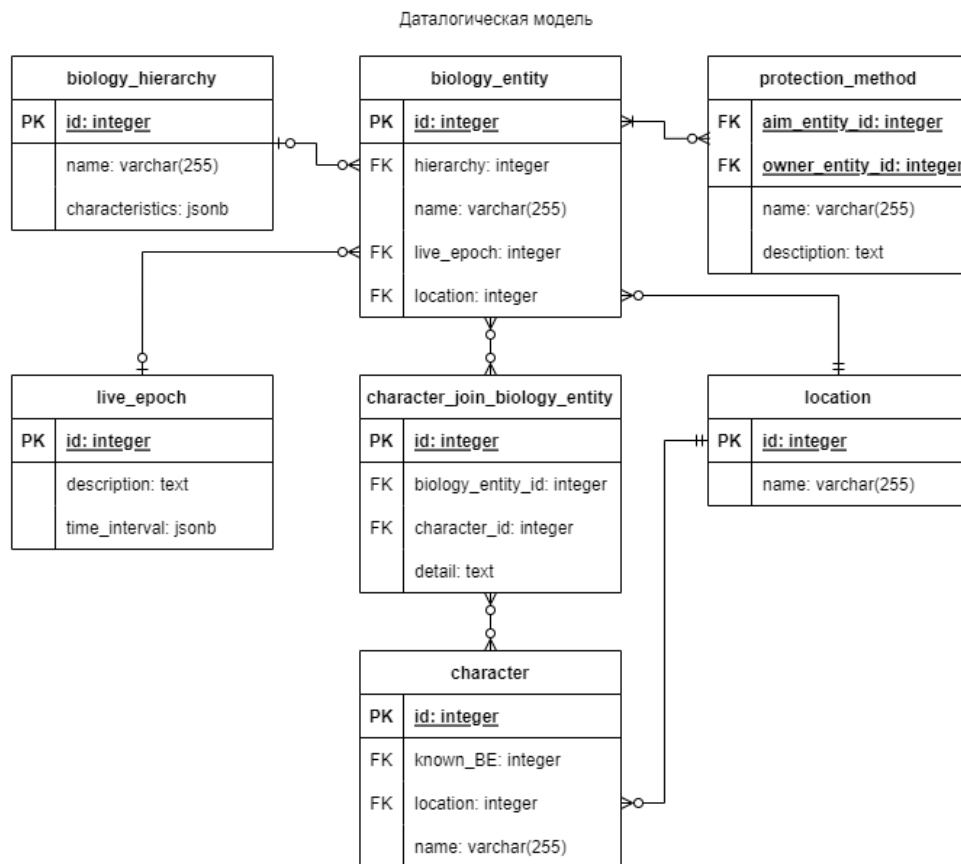 Даталогическая модель
biology_hierarchy
PK id: integer
name: varchar(255)
characteristics: jsonb
biology_entity
PK id: integer
FK hierarchy: integer
name: varchar(255)
FK live_epoch: integer
FK location: integer
protection_method
FK aim_entity_id: integer
FK owner_entity_id: integer
name: varchar(255)
desctiption: text
live_epoch
PK id: integer
description: text
time_interval: jsonb
character_join_biology_entity
PK id: integer
FK biology_entity_id: integer
FK character_id: integer
detail: text
location
PK id: integer
name: varchar(255)
character
PK id: integer
FK known_BE: integer
FK location: integer
name: varchar(255)